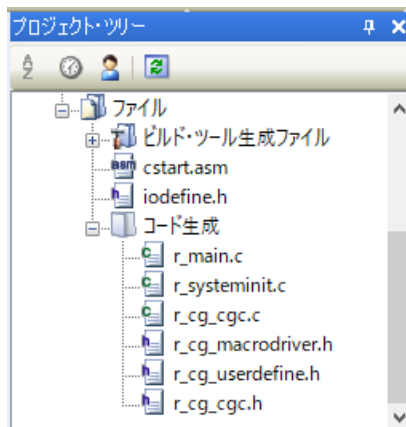 プロジェクト・ツリー
ファイル
ビルド・ツール生成ファイル
cstart.asm
iodefine.h
コード生成
r_main.c
r_systeminit.c
r_cg_cgc.c
r_cg_macrodriver.h
r_cg_userdefine.h
r_cg_cgc.h